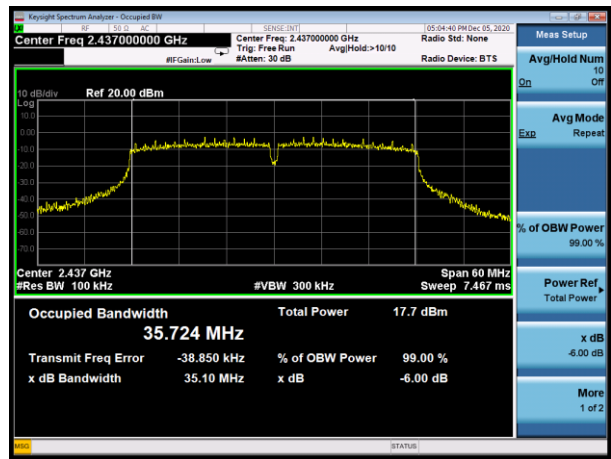 Keysight Spectrum Analyzer - Occupied BW
RF 50 Ω AC SENSE:INT 05:04:40 PM Dec 05, 2020
Center Freq 2.437000000 GHz Center Freq: 2.437000000 GHz Radio Std: None
Trig: Free Run Avg|Hold:>10/10
#IFGain:Low #Atten: 30 dB Radio Device: BTS
10 dB/div Ref 20.00 dBm
Log
10.0
0.00
-10.0
-20.0
-30.0
-40.0
-50.0
-60.0
-70.0
Center 2.437 GHz Span 60 MHz
#Res BW 100 kHz #VBW 300 kHz Sweep 7.467 ms
Occupied Bandwidth Total Power 17.7 dBm
35.724 MHz
Transmit Freq Error -38.850 kHz % of OBW Power 99.00 %
x dB Bandwidth 35.10 MHz x dB -6.00 dB
MSG STATUS
Meas Setup
Avg/Hold Num
10
On Off
Avg Mode
Exp Repeat
% of OBW Power
99.00 %
Power Ref
Total Power
x dB
-6.00 dB
More
1 of 2